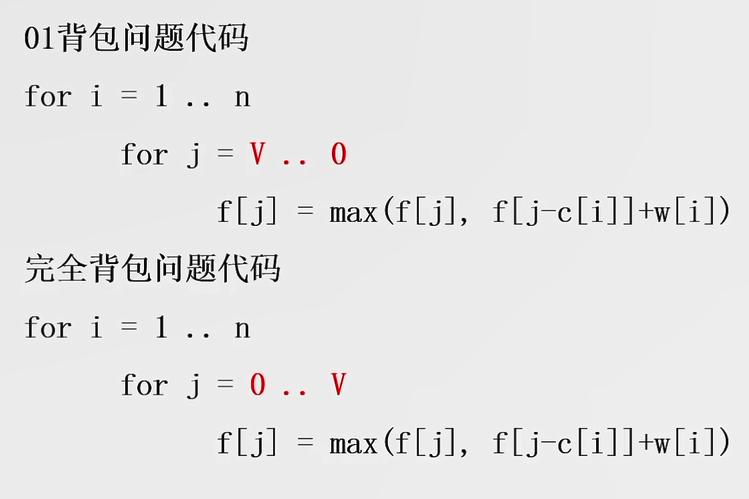 01背包问题代码
for i = 1 .. n
for j = V .. 0
f[j] = max(f[j], f[j-c[i]]+w[i])
完全背包问题代码
for i = 1 .. n
for j = 0 .. V
f[j] = max(f[j], f[j-c[i]]+w[i])